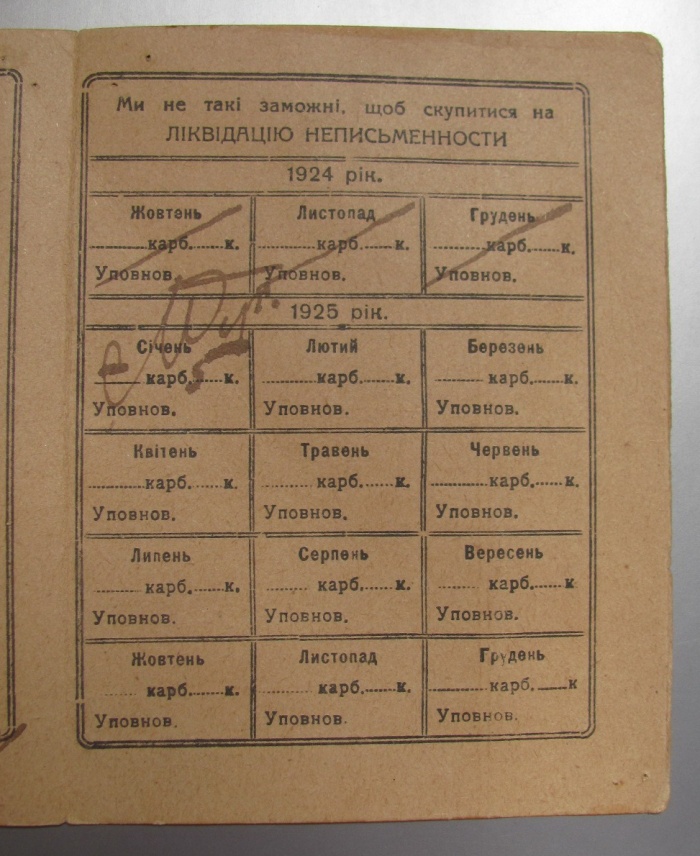 Ми не такі заможні, щоб скупитися на
ЛІКВІДАЦІЮ НЕПИСЬМЕННОСТИ
1924 рік.
Жовтень Листопад Грудень
карб. к. карб. к. карб. к.
Уповнов. Уповнов. Уповнов.
1925 рік.
Січень Лютий Березень
карб. к. карб. к. карб. к.
Уповнов. Уповнов. Уповнов.
Квітень Травень Червень
карб. к. карб. к. карб. к.
Уповнов. Уповнов. Уповнов.
Липень Серпень Вересень
карб. к. карб. к. карб. к
Уповнов. Уповнов. Уповнов.
Жовтень Листопад Грудень
карб. к. карб. к. карб. к
Уповнов. Уповнов. Уповнов.